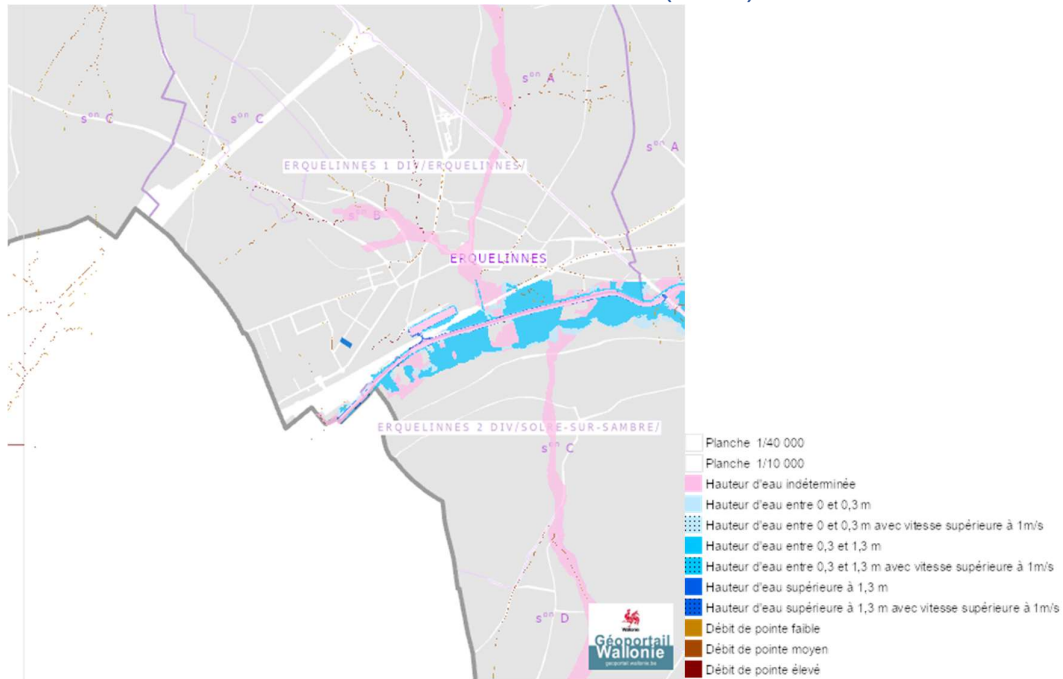 sᵒⁿ A
sᵒⁿ C
sᵒⁿ C
sᵒⁿ A
ERQUELINNES 1 DIV/ERQUELINNES/
sᵒⁿ B
ERQUELINNES
ERQUELINNES 2 DIV/SOLRE-SUR-SAMBRE/
sᵒⁿ C
sᵒⁿ D
Wallonie
Géoportail
Wallonie
geoportail.wallonie.be
Planche 1/40 000
Planche 1/10 000
Hauteur d'eau indéterminée
Hauteur d'eau entre 0 et 0,3 m
Hauteur d'eau entre 0 et 0,3 m avec vitesse supérieure à 1m/s
Hauteur d'eau entre 0,3 et 1,3 m
Hauteur d'eau entre 0,3 et 1,3 m avec vitesse supérieure à 1m/s
Hauteur d'eau supérieure à 1,3 m
Hauteur d'eau supérieure à 1,3 m avec vitesse supérieure à 1m/s
Débit de pointe faible
Débit de pointe moyen
Débit de pointe élevé